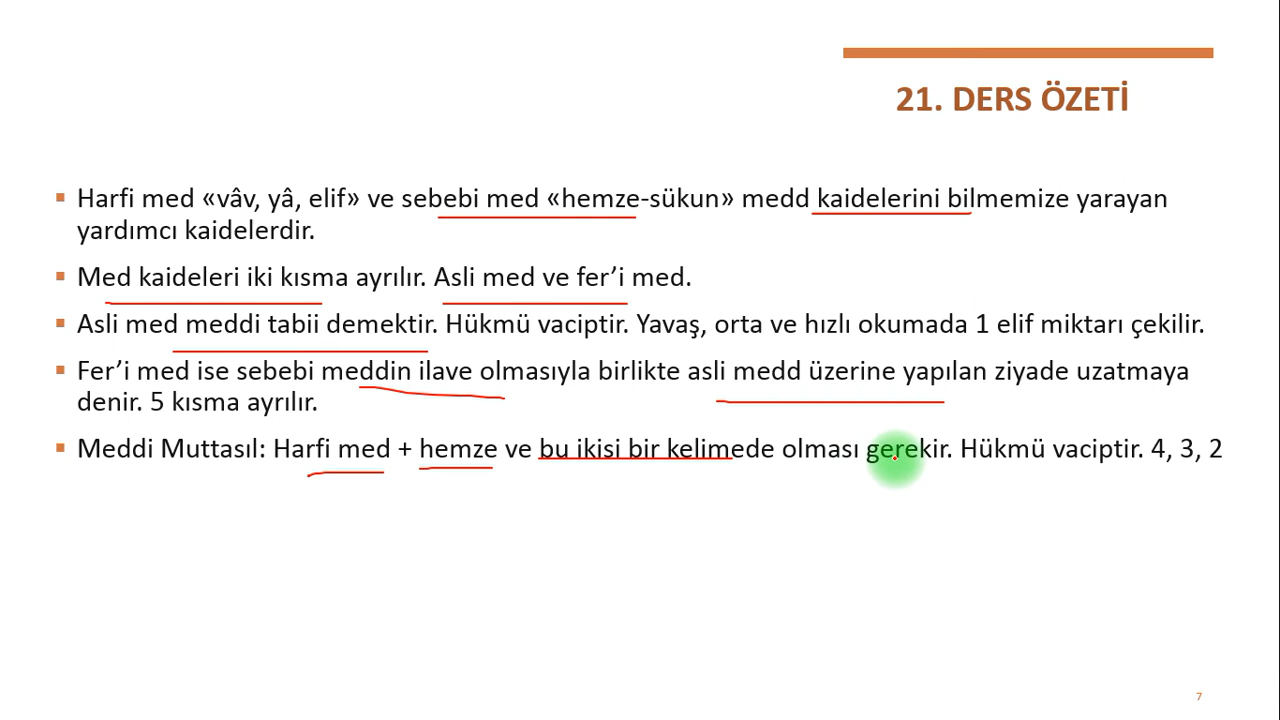 21. DERS ÖZETİ
▪ Harfi med «vâv, yâ, elif» ve sebebi med «hemze-sükun» medd kaidelerini bilmemize yarayan
yardımcı kaidelerdir.
▪ Med kaideleri iki kısma ayrılır. Asli med ve fer’i med.
▪ Asli med meddi tabii demektir. Hükmü vaciptir. Yavaş, orta ve hızlı okumada 1 elif miktarı çekilir.
▪ Fer’i med ise sebebi meddin ilave olmasıyla birlikte asli medd üzerine yapılan ziyade uzatmaya
denir. 5 kısma ayrılır.
▪ Meddi Muttasıl: Harfi med + hemze ve bu ikisi bir kelimede olması gerekir. Hükmü vaciptir. 4, 3, 2
7